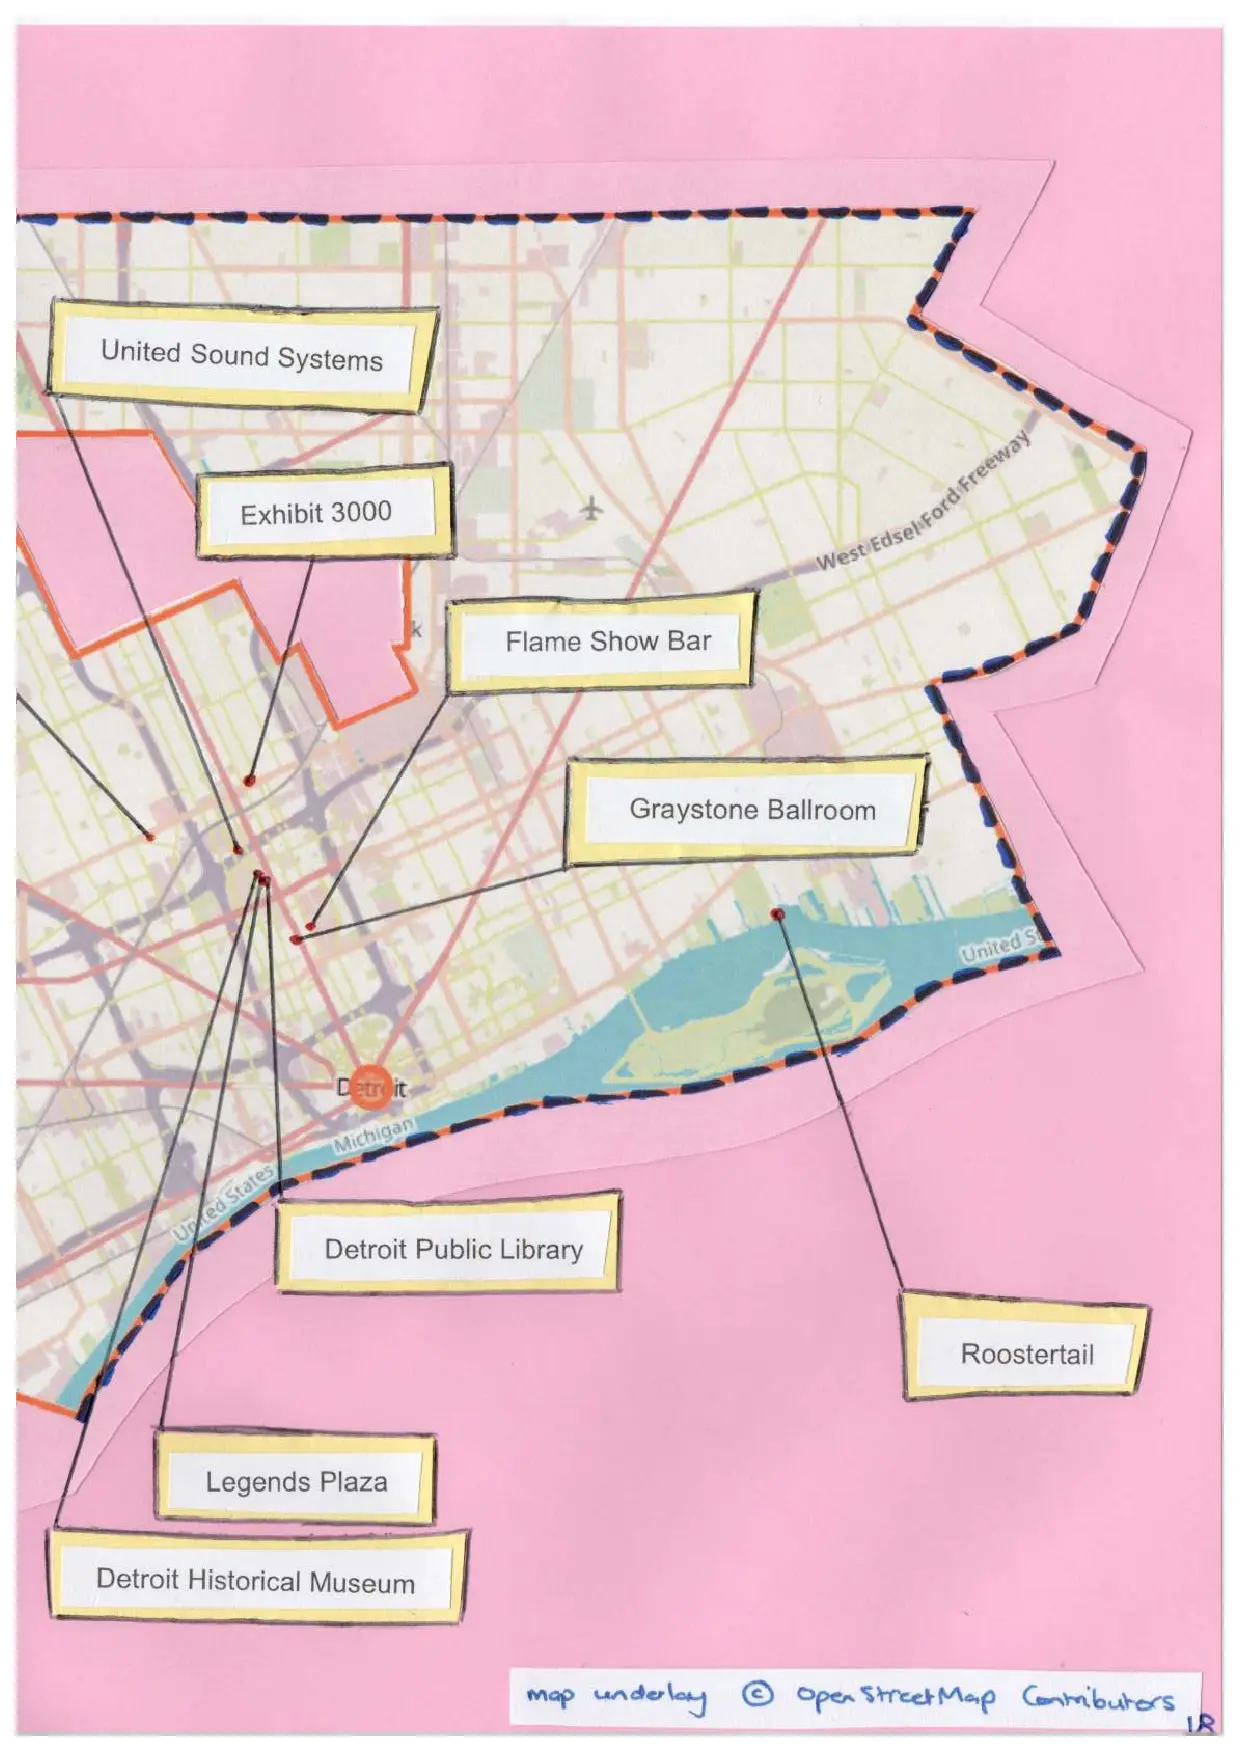 United Sound Systems
Exhibit 3000
West Edsel Ford Freeway
k
Flame Show Bar
Graystone Ballroom
United S
Detroit
Michigan
United States
Detroit Public Library
Roostertail
Legends Plaza
Detroit Historical Museum
map underlay © OpenStreetMap Contributors